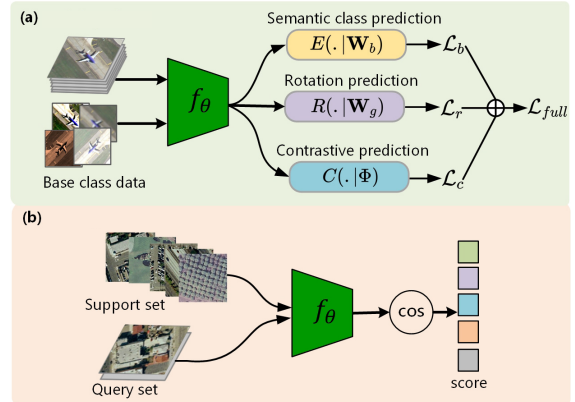 (a)
Semantic class prediction
E(. |W_b)
ℒ_b
f_θ
Rotation prediction
R(. |W_g)
ℒ_r
ℒ_full
Contrastive prediction
C(. |Φ)
ℒ_c
Base class data
(b)
Support set
f_θ
cos
Query set
score